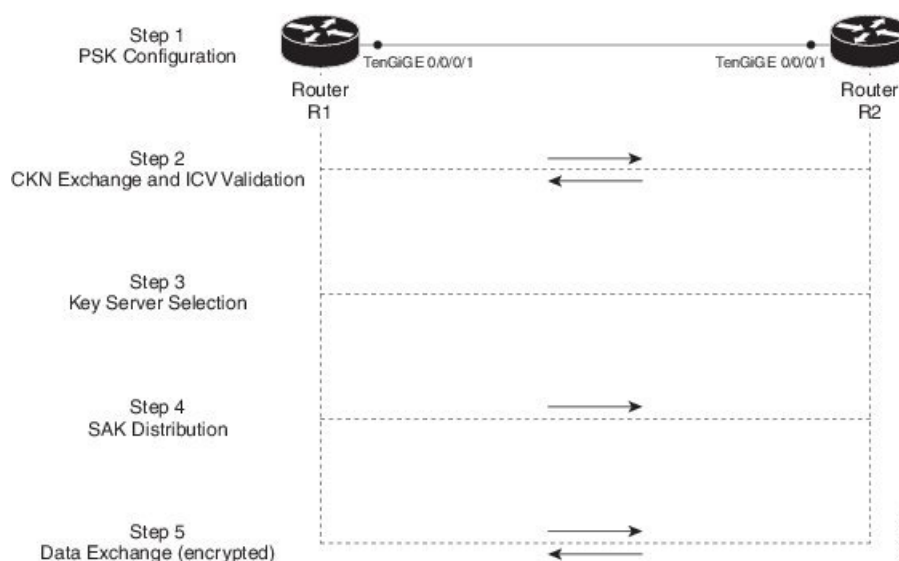 Step 1
PSK Configuration
TenGiGE 0/0/0/1
TenGiGE 0/0/0/1
Router
R1
Router
R2
Step 2
CKN Exchange and ICV Validation
Step 3
Key Server Selection
Step 4
SAK Distribution
Step 5
Data Exchange (encrypted)